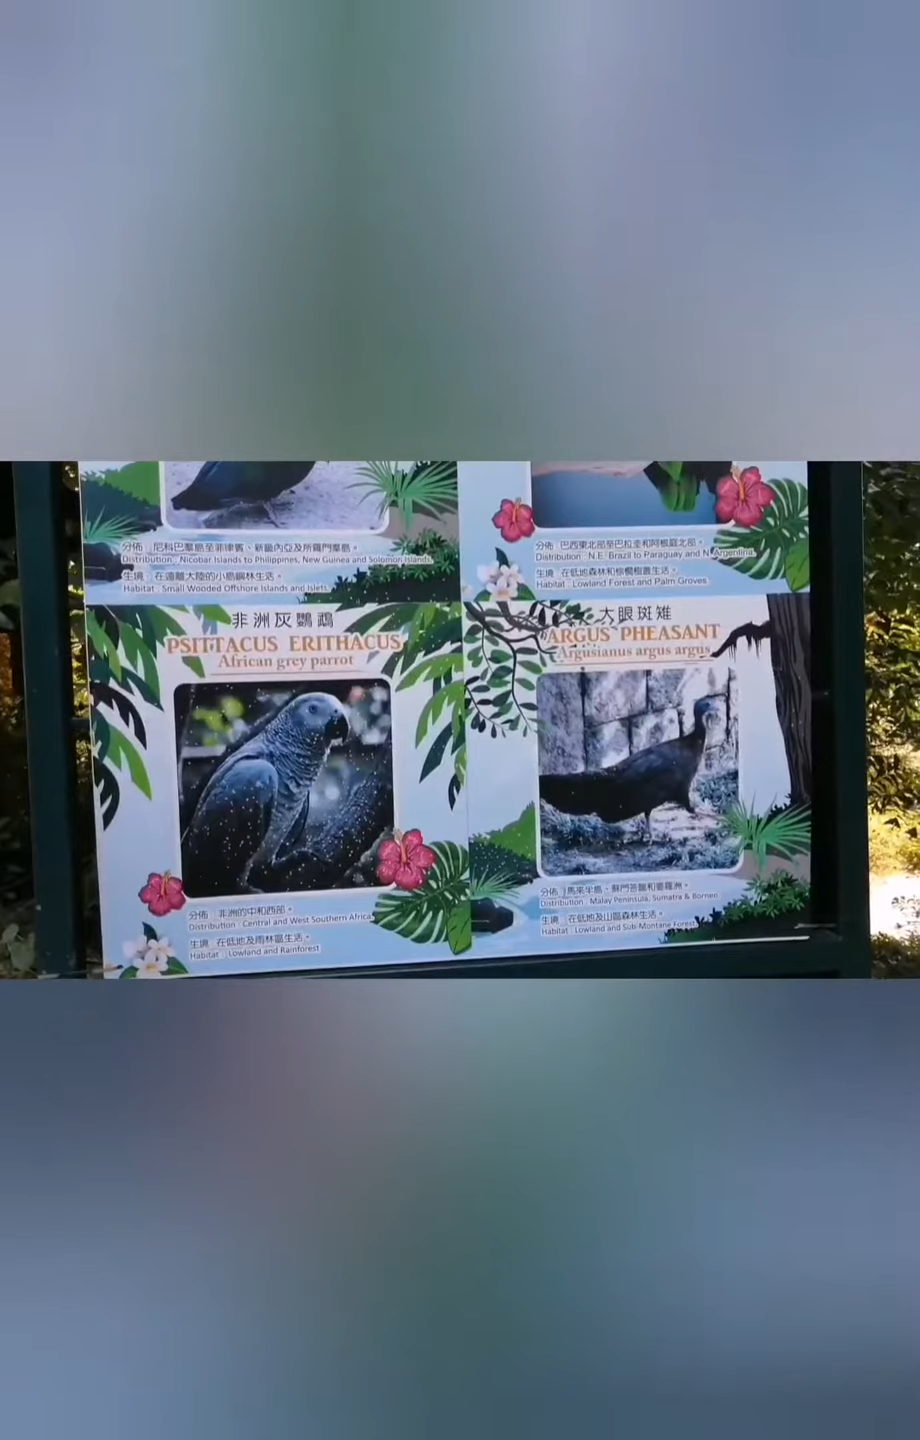 分佈 : 尼科巴羣島至菲律賓、新畿內亞及所羅門羣島。
Distribution : Nicobar Islands to Philippines, New Guinea and Solomon Islands.
生境 : 在遠離大陸的小島嶼林生活。
Habitat : Small Wooded Offshore Islands and Islets.
分佈 : 巴西東北部至巴拉圭和阿根庭北部。
Distribution : N.E. Brazil to Paraguay and N. Argentina.
生境 : 在低地森林和棕櫚樹叢生活。
Habitat : Lowland Forest and Palm Groves.
非洲灰鸚鵡
PSITTACUS ERITHACUS
African grey parrot
分佈 : 非洲的中和西部。
Distribution : Central and West Southern Africa
生境 : 在低地及雨林區生活。
Habitat : Lowland and Rainforest
大眼斑雉
ARGUS PHEASANT
Argusianus argus argus
分佈 : 馬來半島、蘇門答臘和婆羅洲。
Distribution : Malay Peninsula, Sumatra & Borneo
生境 : 在低地及山區森林生活。
Habitat : Lowland and Sub-Montane Forest.